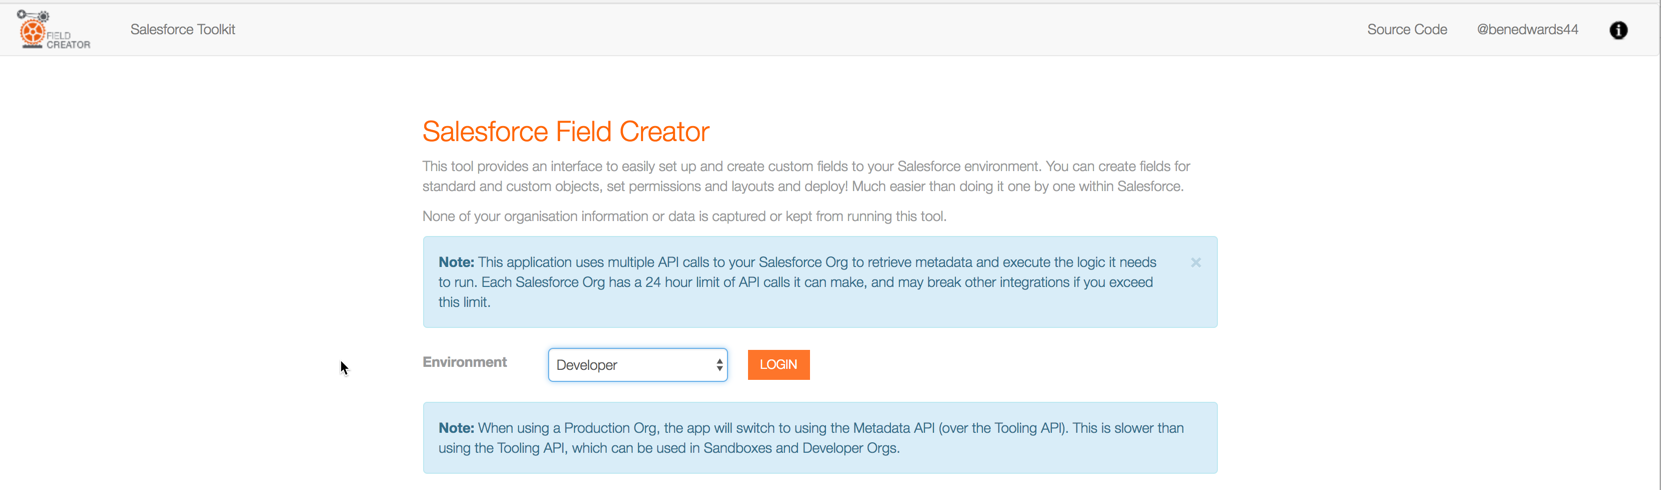 FIELD
CREATOR
Salesforce Toolkit
Source Code
@benedwards44
Salesforce Field Creator
This tool provides an interface to easily set up and create custom fields to your Salesforce environment. You can create fields for
standard and custom objects, set permissions and layouts and deploy! Much easier than doing it one by one within Salesforce.
None of your organisation information or data is captured or kept from running this tool.
Note: This application uses multiple API calls to your Salesforce Org to retrieve metadata and execute the logic it needs
to run. Each Salesforce Org has a 24 hour limit of API calls it can make, and may break other integrations if you exceed
this limit.
Environment
Developer
LOGIN
Note: When using a Production Org, the app will switch to using the Metadata API (over the Tooling API). This is slower than
using the Tooling API, which can be used in Sandboxes and Developer Orgs.